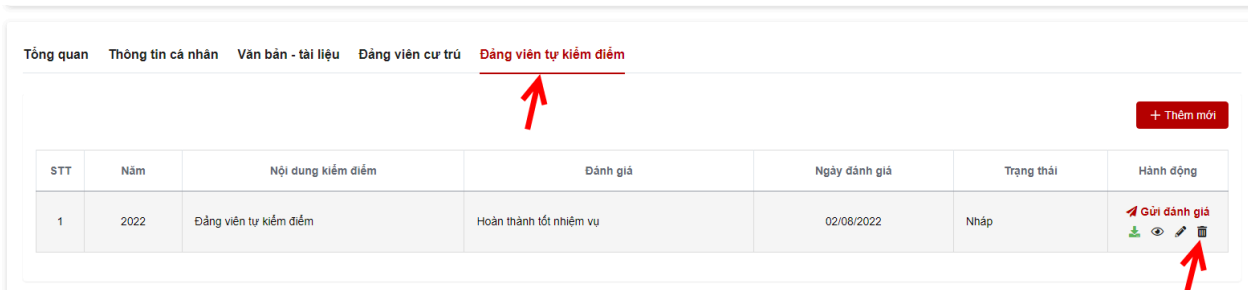 Tổng quan Thông tin cá nhân Văn bản - tài liệu Đảng viên cư trú Đảng viên tự kiểm điểm
+ Thêm mới
STT Năm Nội dung kiểm điểm Đánh giá Ngày đánh giá Trạng thái Hành động
1 2022 Đảng viên tự kiểm điểm Hoàn thành tốt nhiệm vụ 02/08/2022 Nháp Gửi đánh giá